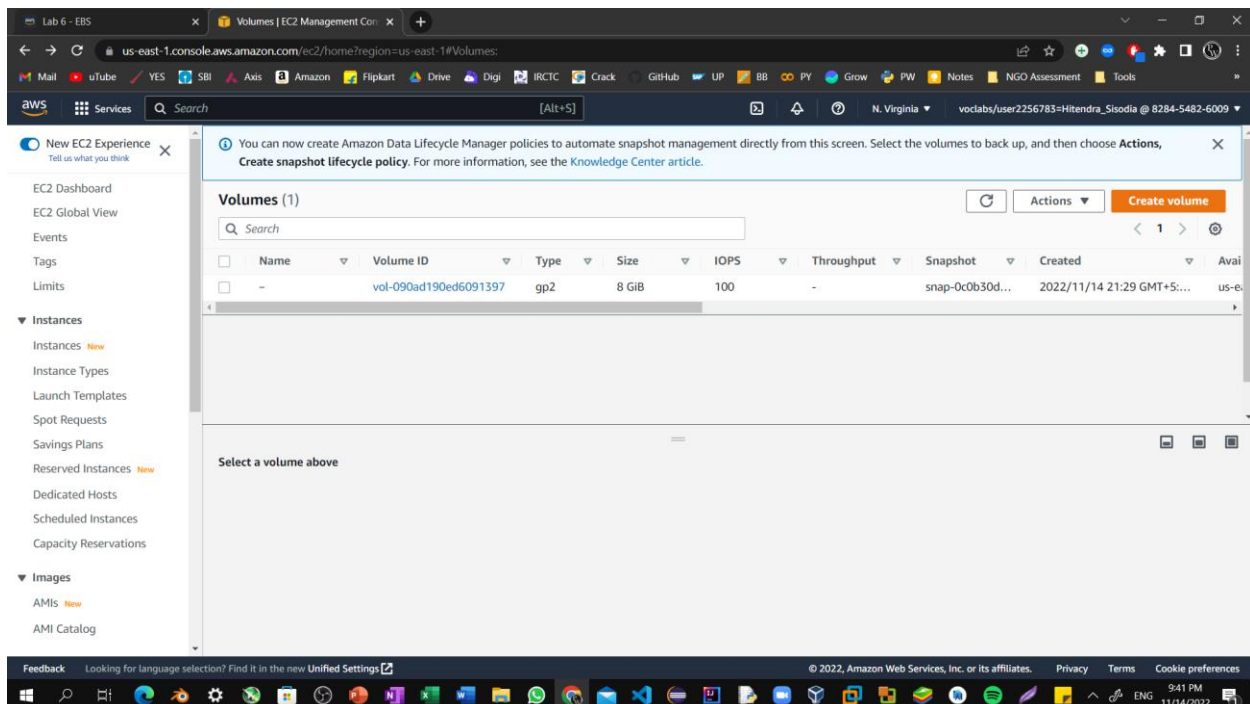 Lab 6 - EBS
Volumes | EC2 Management Con
us-east-1.console.aws.amazon.com/ec2/home?region=us-east-1#Volumes:
Mail uTube YES SBI Axis Amazon Flipkart Drive Digi IRCTC Crack GitHub UP BB PY Grow PW Notes NGO Assessment Tools »
aws Services Search [Alt+S] N. Virginia ▼ voclabs/user2256783=Hitendra_Sisodia @ 8284-5482-6009 ▼
New EC2 Experience
Tell us what you think
EC2 Dashboard
EC2 Global View
Events
Tags
Limits
Instances
Instances New
Instance Types
Launch Templates
Spot Requests
Savings Plans
Reserved Instances New
Dedicated Hosts
Scheduled Instances
Capacity Reservations
Images
AMIs New
AMI Catalog
You can now create Amazon Data Lifecycle Manager policies to automate snapshot management directly from this screen. Select the volumes to back up, and then choose Actions,
Create snapshot lifecycle policy. For more information, see the Knowledge Center article.
Volumes (1)
Actions ▼ Create volume
Search
< 1 >
Name Volume ID Type Size IOPS Throughput Snapshot Created Avai
– vol-090ad190ed6091397 gp2 8 GiB 100 - snap-0c0b30d... 2022/11/14 21:29 GMT+5:... us-ea
Select a volume above
Feedback Looking for language selection? Find it in the new Unified Settings © 2022, Amazon Web Services, Inc. or its affiliates. Privacy Terms Cookie preferences
ENG 9:41 PM
11/14/2022